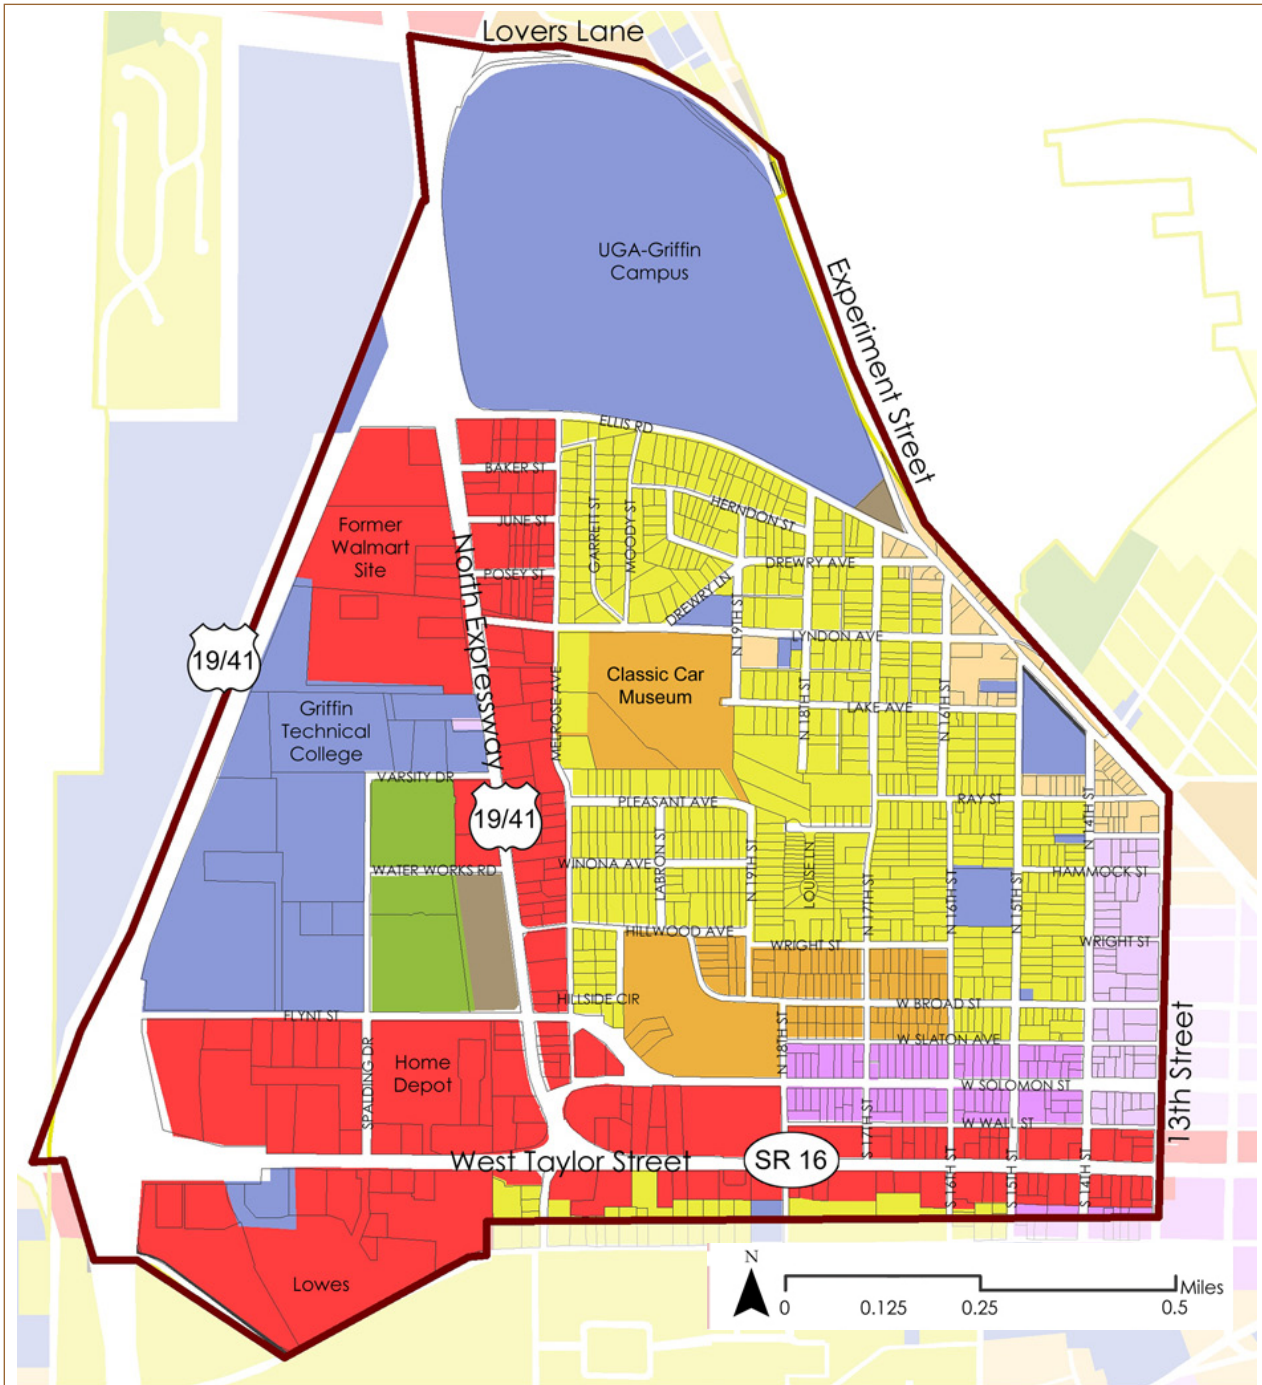 Lovers Lane
UGA-Griffin
Campus
Experiment Street
ELLIS RD
BAKER ST
HERNDON ST
GARRETT ST
MOODY ST
JUNE ST
Former
Walmart
Site
North Expressway
DREWRY AVE
POSEY ST
DREWRY LN
N 19TH ST
LYNDON AVE
19/41
Classic Car
Museum
MELROSE AVE
N 18TH ST
N 16TH ST
LAKE AVE
Griffin
Technical
College
VARSITY DR
PLEASANT AVE
RAY ST
N 14TH ST
19/41
WATER WORKS RD
WINONA AVE
LABRON ST
N 19TH ST
LOUISE LN
N 17TH ST
N 16TH ST
N 15TH ST
HAMMOCK ST
HILLWOOD AVE
WRIGHT ST
WRIGHT ST
HILLSIDE CIR
W BROAD ST
FLYNT ST
N 18TH ST
W SLATON AVE
13th Street
SPALDING DR
Home
Depot
W SOLOMON ST
S 17TH ST
W WALL ST
West Taylor Street
SR 16
S 16TH ST
S 15TH ST
S 14TH ST
Lowes
N
Miles
0
0.125
0.25
0.5